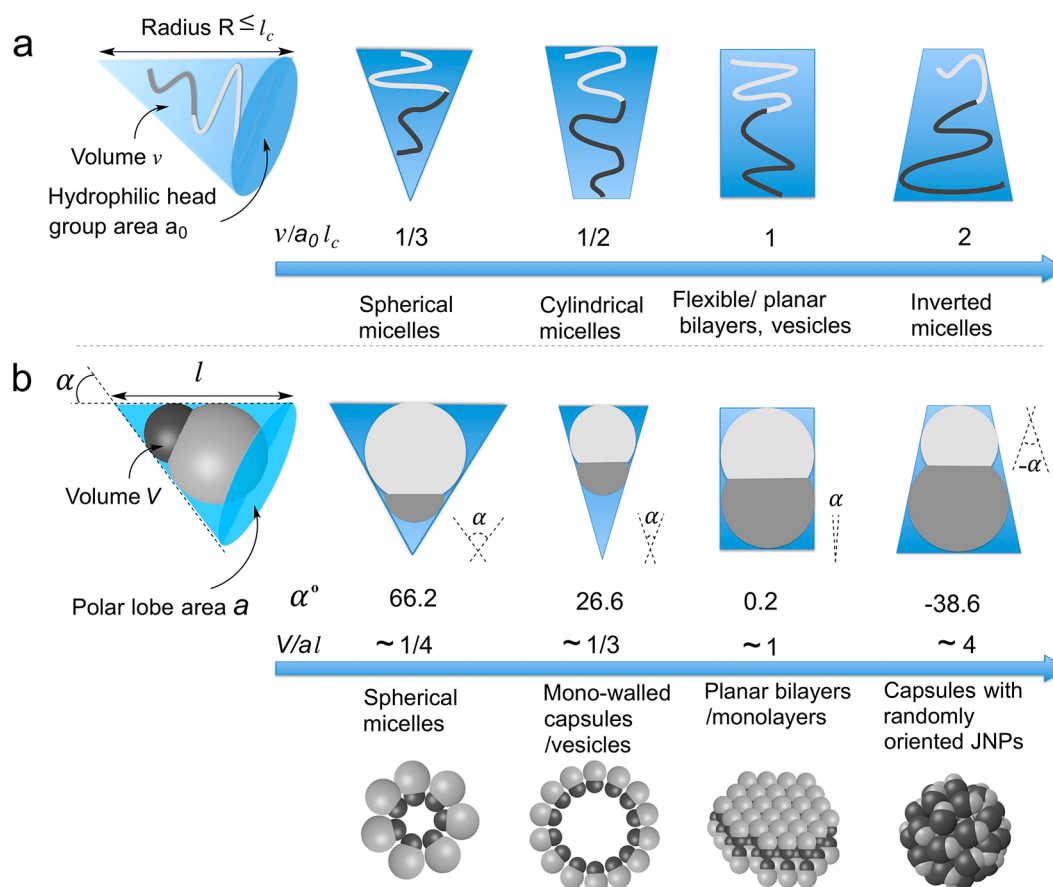 a
Radius R ≤ l_c
Volume v
Hydrophilic head
group area a₀
v/a₀ l_c
1/3
1/2
1
2
Spherical
micelles
Cylindrical
micelles
Flexible/ planar
bilayers, vesicles
Inverted
micelles
b
α
l
Volume V
Polar lobe area a
α
α
α
-α
α°
66.2
26.6
0.2
-38.6
V/al
~ 1/4
~ 1/3
~ 1
~ 4
Spherical
micelles
Mono-walled
capsules
/vesicles
Planar bilayers
/monolayers
Capsules with
randomly
oriented JNPs